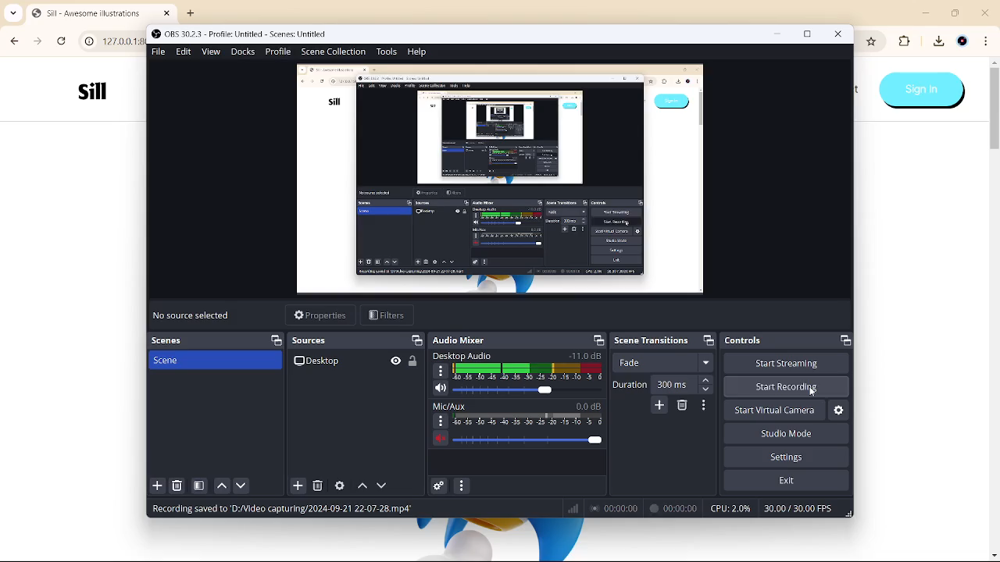 Sill - Awesome Illustrations
127.0.0.1:80
OBS 30.2.3 - Profile: Untitled - Scenes: Untitled
File Edit View Docks Profile Scene Collection Tools Help
Sill
t
Sign In
No source selected
Properties
Filters
Scenes
Sources
Audio Mixer
Scene Transitions
Controls
Scene
Desktop
Desktop Audio
-11.0 dB
-60 -55 -50 -45 -40 -35 -30 -25 -20 -15 -10 -5 0
Mic/Aux
0.0 dB
-60 -55 -50 -45 -40 -35 -30 -25 -20 -15 -10 -5 0
Fade
Duration
300 ms
Start Streaming
Start Recording
Start Virtual Camera
Studio Mode
Settings
Exit
Recording saved to 'D:/Video capturing/2024-09-21 22-07-28.mp4'
00:00:00
00:00:00
CPU: 2.0%
30.00 / 30.00 FPS